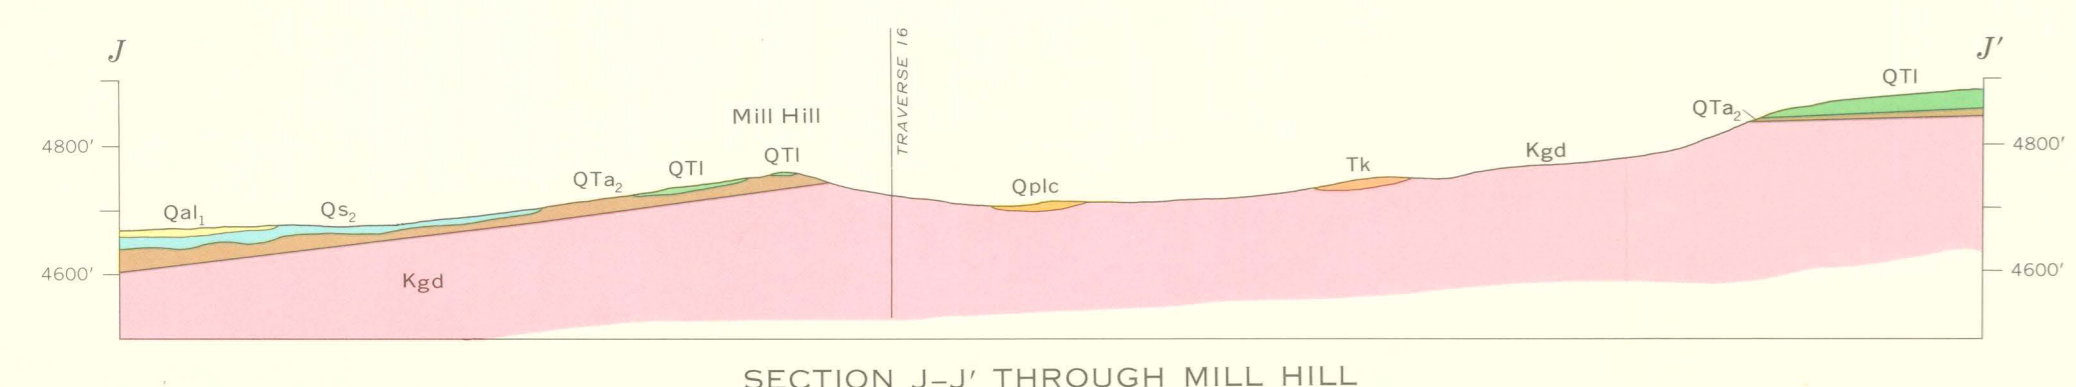 J
J′
TRAVERSE 16
QTl
Mill Hill
QTa2
4800′
4800′
QTl
QTl
Kgd
Tk
QTa2
Qplc
Qal1
Qs2
4600′
4600′
Kgd
SECTION J–J′ THROUGH MILL HILL